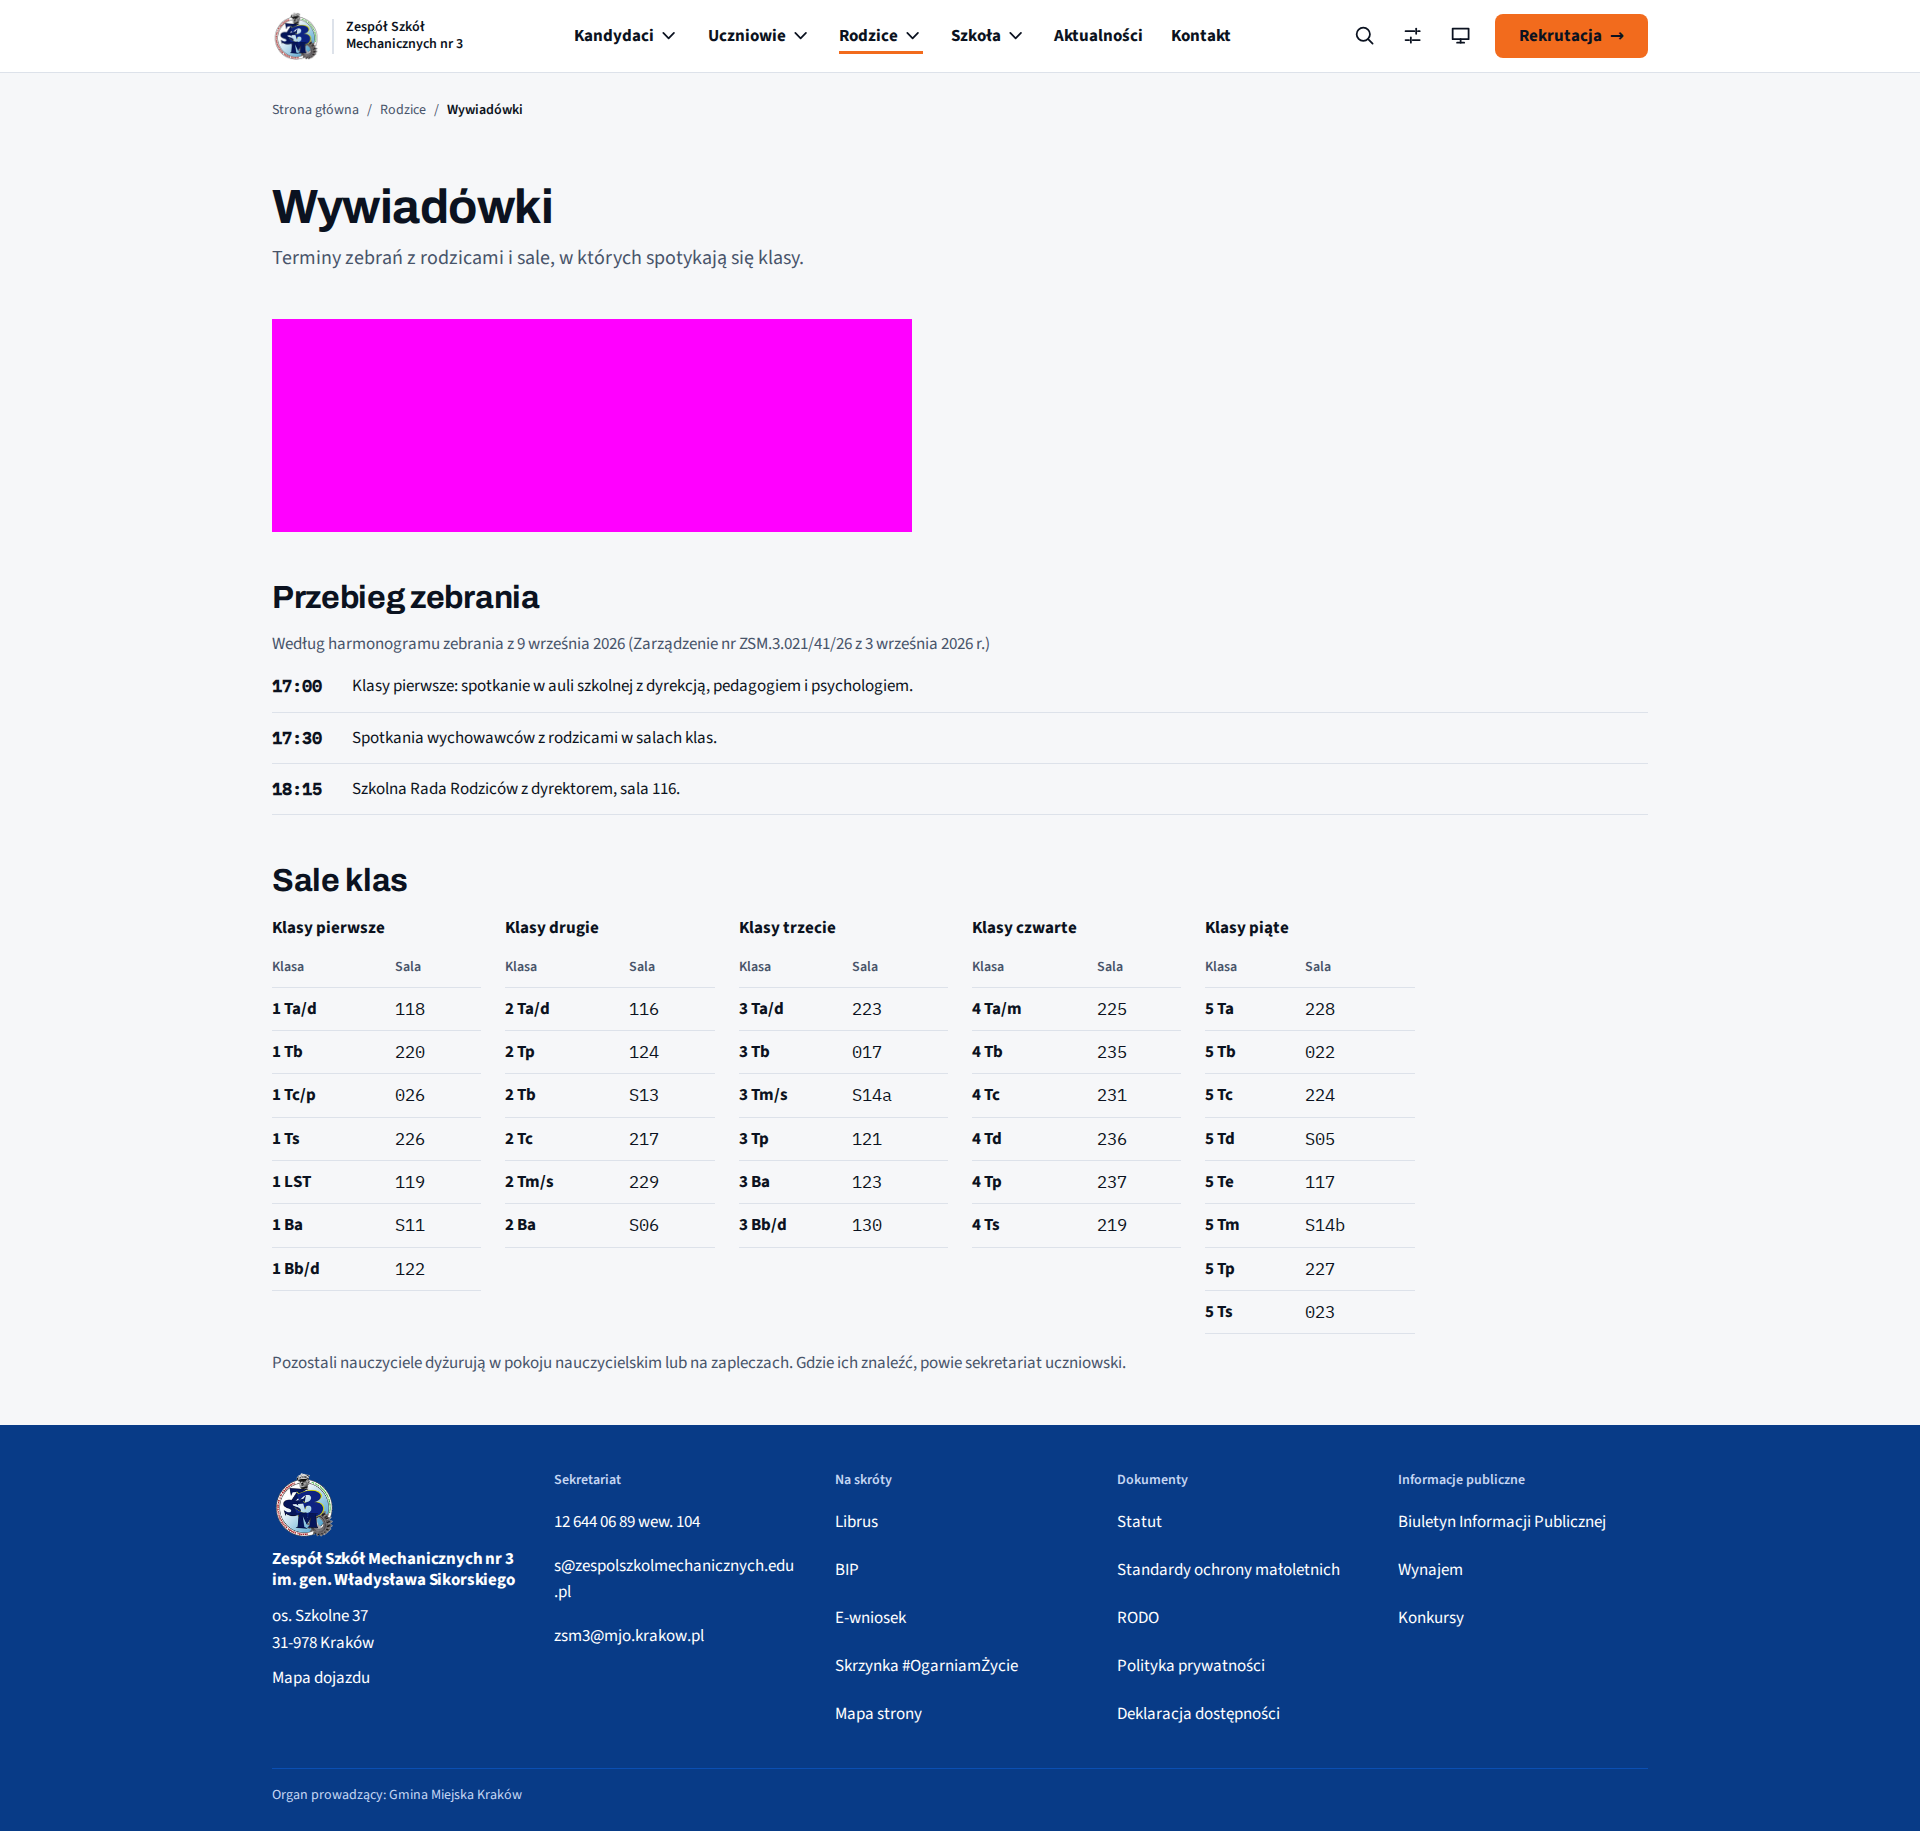 Zespół Szkół
Mechanicznych nr 3
Kandydaci
Uczniowie
Rodzice
Szkoła
Aktualności
Kontakt
Rekrutacja →
Strona główna / Rodzice / Wywiadówki
Wywiadówki
Terminy zebrań z rodzicami i sale, w których spotykają się klasy.
Przebieg zebrania
Według harmonogramu zebrania z 9 września 2026 (Zarządzenie nr ZSM.3.021/41/26 z 3 września 2026 r.)
17:00 Klasy pierwsze: spotkanie w auli szkolnej z dyrekcją, pedagogiem i psychologiem.
17:30 Spotkania wychowawców z rodzicami w salach klas.
18:15 Szkolna Rada Rodziców z dyrektorem, sala 116.
Sale klas
Klasy pierwsze
Klasa Sala
1 Ta/d 118
1 Tb 220
1 Tc/p 026
1 Ts 226
1 LST 119
1 Ba S11
1 Bb/d 122
Klasy drugie
Klasa Sala
2 Ta/d 116
2 Tp 124
2 Tb S13
2 Tc 217
2 Tm/s 229
2 Ba S06
Klasy trzecie
Klasa Sala
3 Ta/d 223
3 Tb 017
3 Tm/s S14a
3 Tp 121
3 Ba 123
3 Bb/d 130
Klasy czwarte
Klasa Sala
4 Ta/m 225
4 Tb 235
4 Tc 231
4 Td 236
4 Tp 237
4 Ts 219
Klasy piąte
Klasa Sala
5 Ta 228
5 Tb 022
5 Tc 224
5 Td S05
5 Te 117
5 Tm S14b
5 Tp 227
5 Ts 023
Pozostali nauczyciele dyżurują w pokoju nauczycielskim lub na zapleczach. Gdzie ich znaleźć, powie sekretariat uczniowski.
Zespół Szkół Mechanicznych nr 3
im. gen. Władysława Sikorskiego
os. Szkolne 37
31-978 Kraków
Mapa dojazdu
Sekretariat
12 644 06 89 wew. 104
s@zespolszkolmechanicznych.edu
.pl
zsm3@mjo.krakow.pl
Na skróty
Librus
BIP
E-wniosek
Skrzynka #OgarniamŻycie
Mapa strony
Dokumenty
Statut
Standardy ochrony małoletnich
RODO
Polityka prywatności
Deklaracja dostępności
Informacje publiczne
Biuletyn Informacji Publicznej
Wynajem
Konkursy
Organ prowadzący: Gmina Miejska Kraków